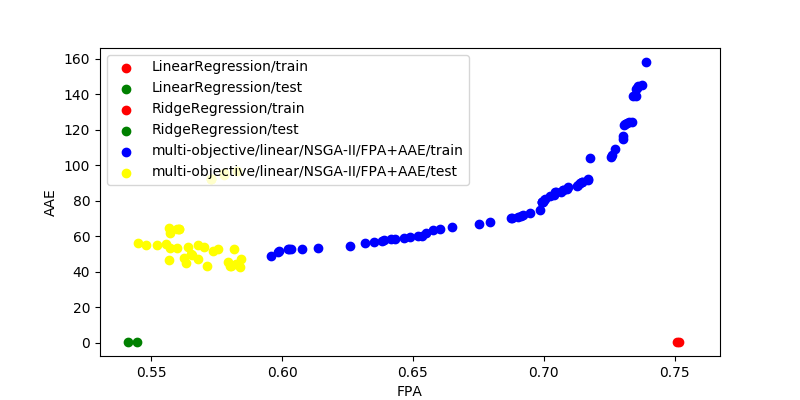 LinearRegression/train
LinearRegression/test
RidgeRegression/train
RidgeRegression/test
multi-objective/linear/NSGA-II/FPA+AAE/train
multi-objective/linear/NSGA-II/FPA+AAE/test
160
140
120
100
80
60
40
20
0
AAE
0.55 0.60 0.65 0.70 0.75
FPA